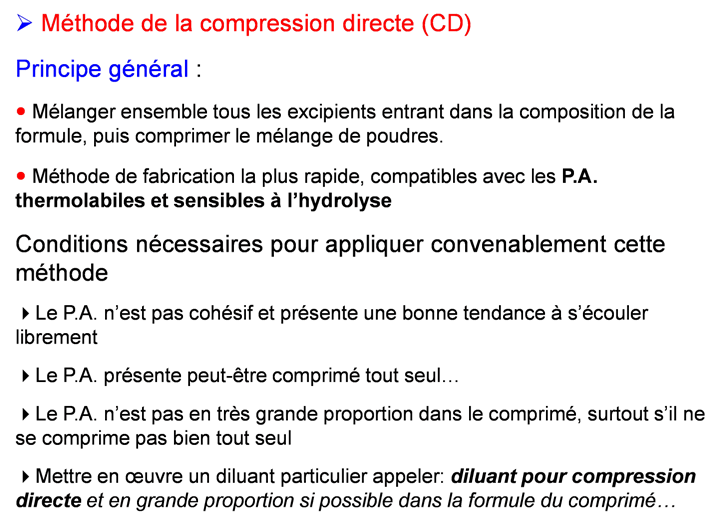 ➢ Méthode de la compression directe (CD)
Principe général :
• Mélanger ensemble tous les excipients entrant dans la composition de la
formule, puis comprimer le mélange de poudres.
• Méthode de fabrication la plus rapide, compatibles avec les P.A.
thermolabiles et sensibles à l'hydrolyse
Conditions nécessaires pour appliquer convenablement cette
méthode
Le P.A. n'est pas cohésif et présente une bonne tendance à s'écouler
librement
Le P.A. présente peut-être comprimé tout seul…
Le P.A. n'est pas en très grande proportion dans le comprimé, surtout s'il ne
se comprime pas bien tout seul
Mettre en œuvre un diluant particulier appeler: diluant pour compression
directe et en grande proportion si possible dans la formule du comprimé…